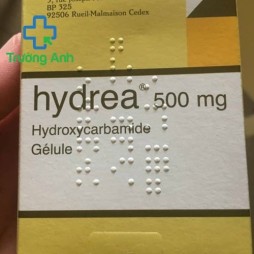 BP 325
92506 Rueil-Malmaison Cedex
Trường Anh
hydrea® 500 mg
Hydroxycarbamide
Gélule